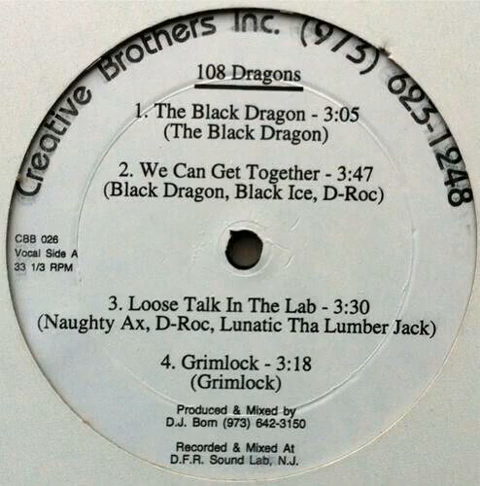 Creative Brothers Inc. (973) 623-1248
108 Dragons
1. The Black Dragon - 3:05
(The Black Dragon)
2. We Can Get Together - 3:47
(Black Dragon, Black Ice, D-Roc)
CBB 026
Vocal Side A
33 1/3 RPM
3. Loose Talk In The Lab - 3:30
(Naughty Ax, D-Roc, Lunatic Tha Lumber Jack)
4. Grimlock - 3:18
(Grimlock)
Produced & Mixed by
D.J. Born (973) 642-3150
Recorded & Mixed At
D.F.R. Sound Lab, N.J.